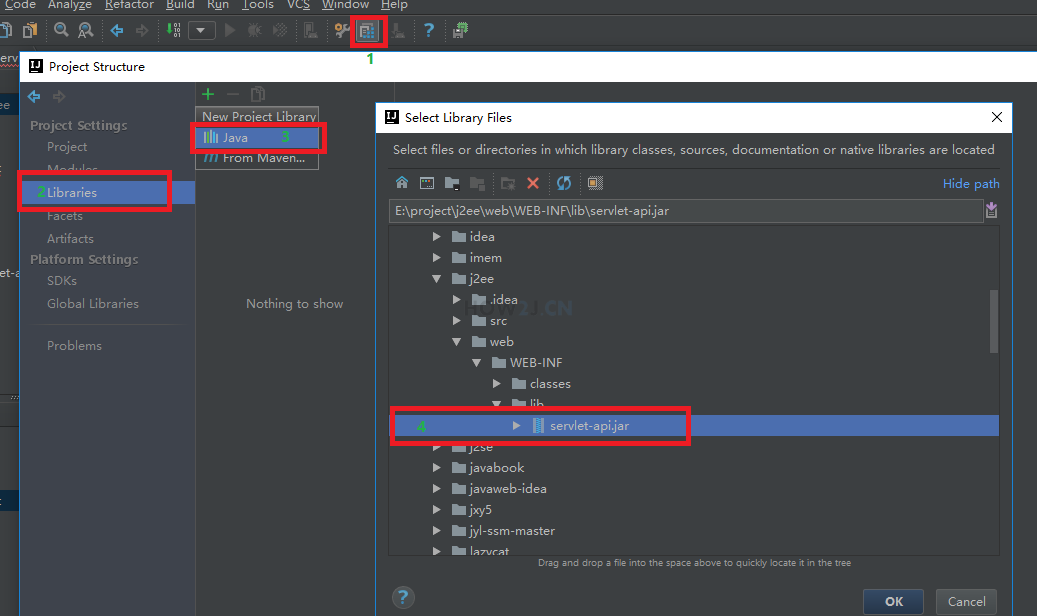 Code Analyze Refactor Build Run Tools VCS Window Help
1
Project Structure
New Project Library
Java 3
From Maven...
Project Settings
Project
Modules
2 Libraries
Facets
Artifacts
Platform Settings
SDKs
Global Libraries
Problems
Nothing to show
Select Library Files
Select files or directories in which library classes, sources, documentation or native libraries are located
Hide path
E:\project\j2ee\web\WEB-INF\lib\servlet-api.jar
idea
imem
j2ee
.idea
HOW2J.CN
src
web
WEB-INF
classes
lib
4 servlet-api.jar
j2se
javabook
javaweb-idea
jxy5
jyl-ssm-master
lazycat
Drag and drop a file into the space above to quickly locate it in the tree
?
OK Cancel